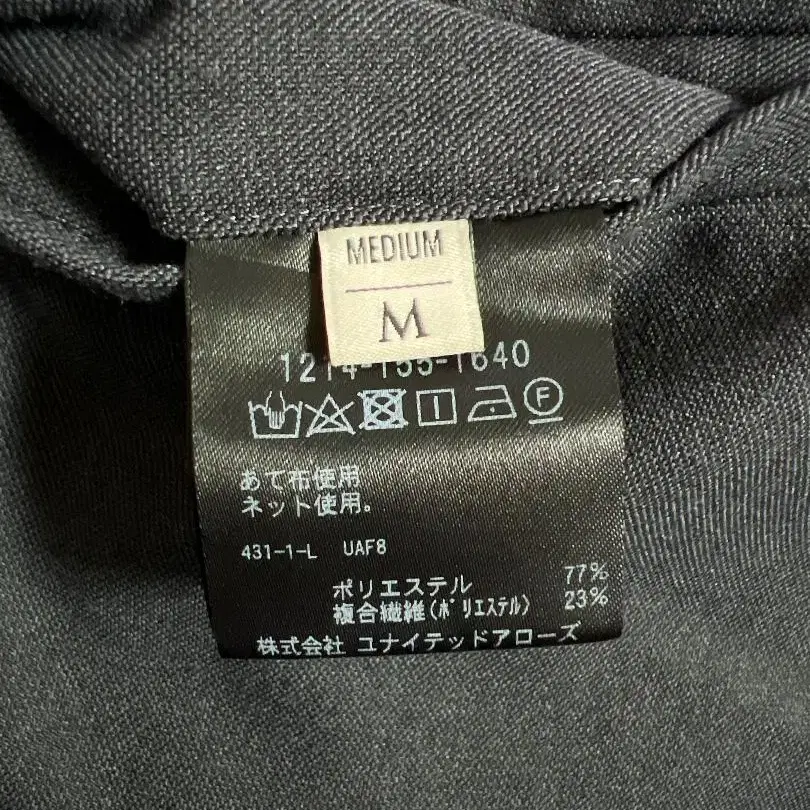 MEDIUM
M
1214-155-1640
F
あて布使用
ネット使用。
431-1-L UAF8
ポリエステル 77%
複合繊維(ポリエステル) 23%
株式会社 ユナイテッドアローズ